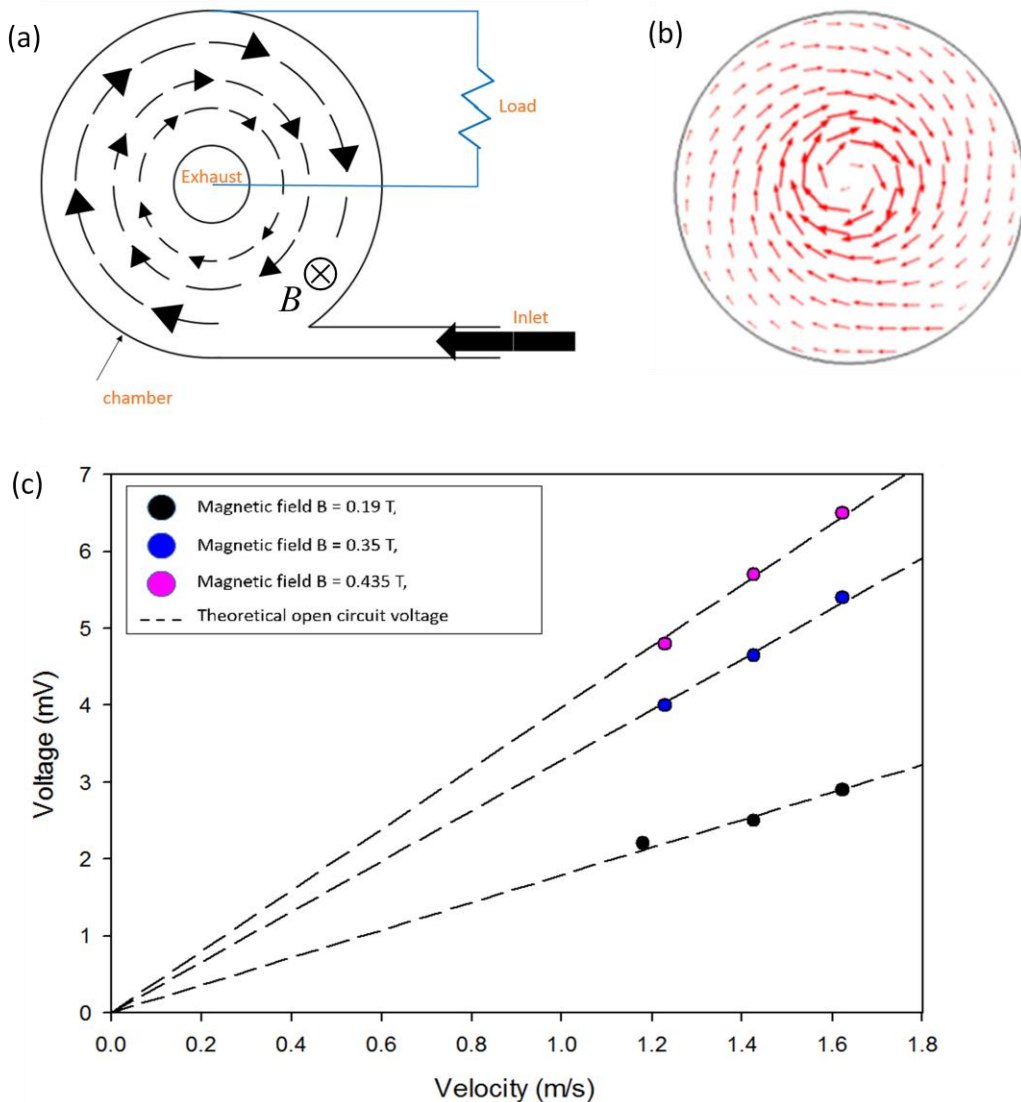 (a)
Exhaust
Load
B
Inlet
chamber
(b)
(c)
Magnetic field B = 0.19 T,
Magnetic field B = 0.35 T,
Magnetic field B = 0.435 T,
Theoretical open circuit voltage
Voltage (mV)
7
6
5
4
3
2
1
0
0.0 0.2 0.4 0.6 0.8 1.0 1.2 1.4 1.6 1.8
Velocity (m/s)